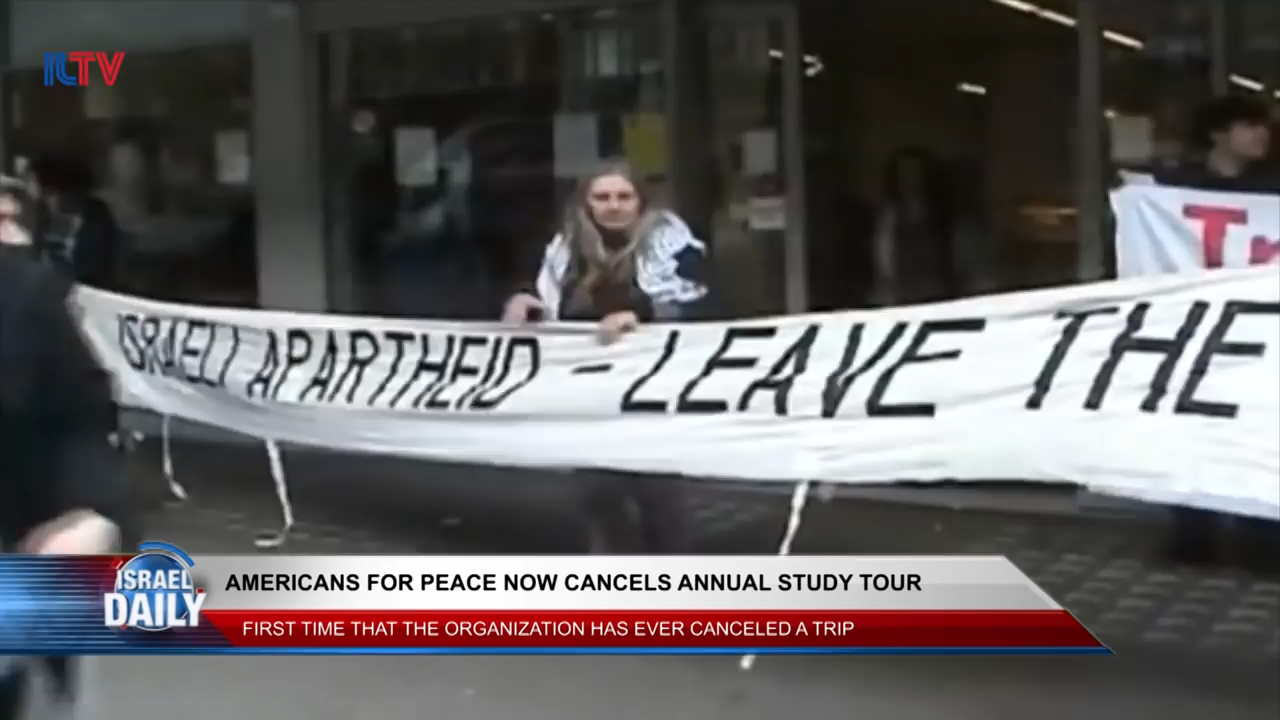 ILTV
ISRAELI APARTHEID - LEAVE THE
ISRAEL DAILY
AMERICANS FOR PEACE NOW CANCELS ANNUAL STUDY TOUR
FIRST TIME THAT THE ORGANIZATION HAS EVER CANCELED A TRIP